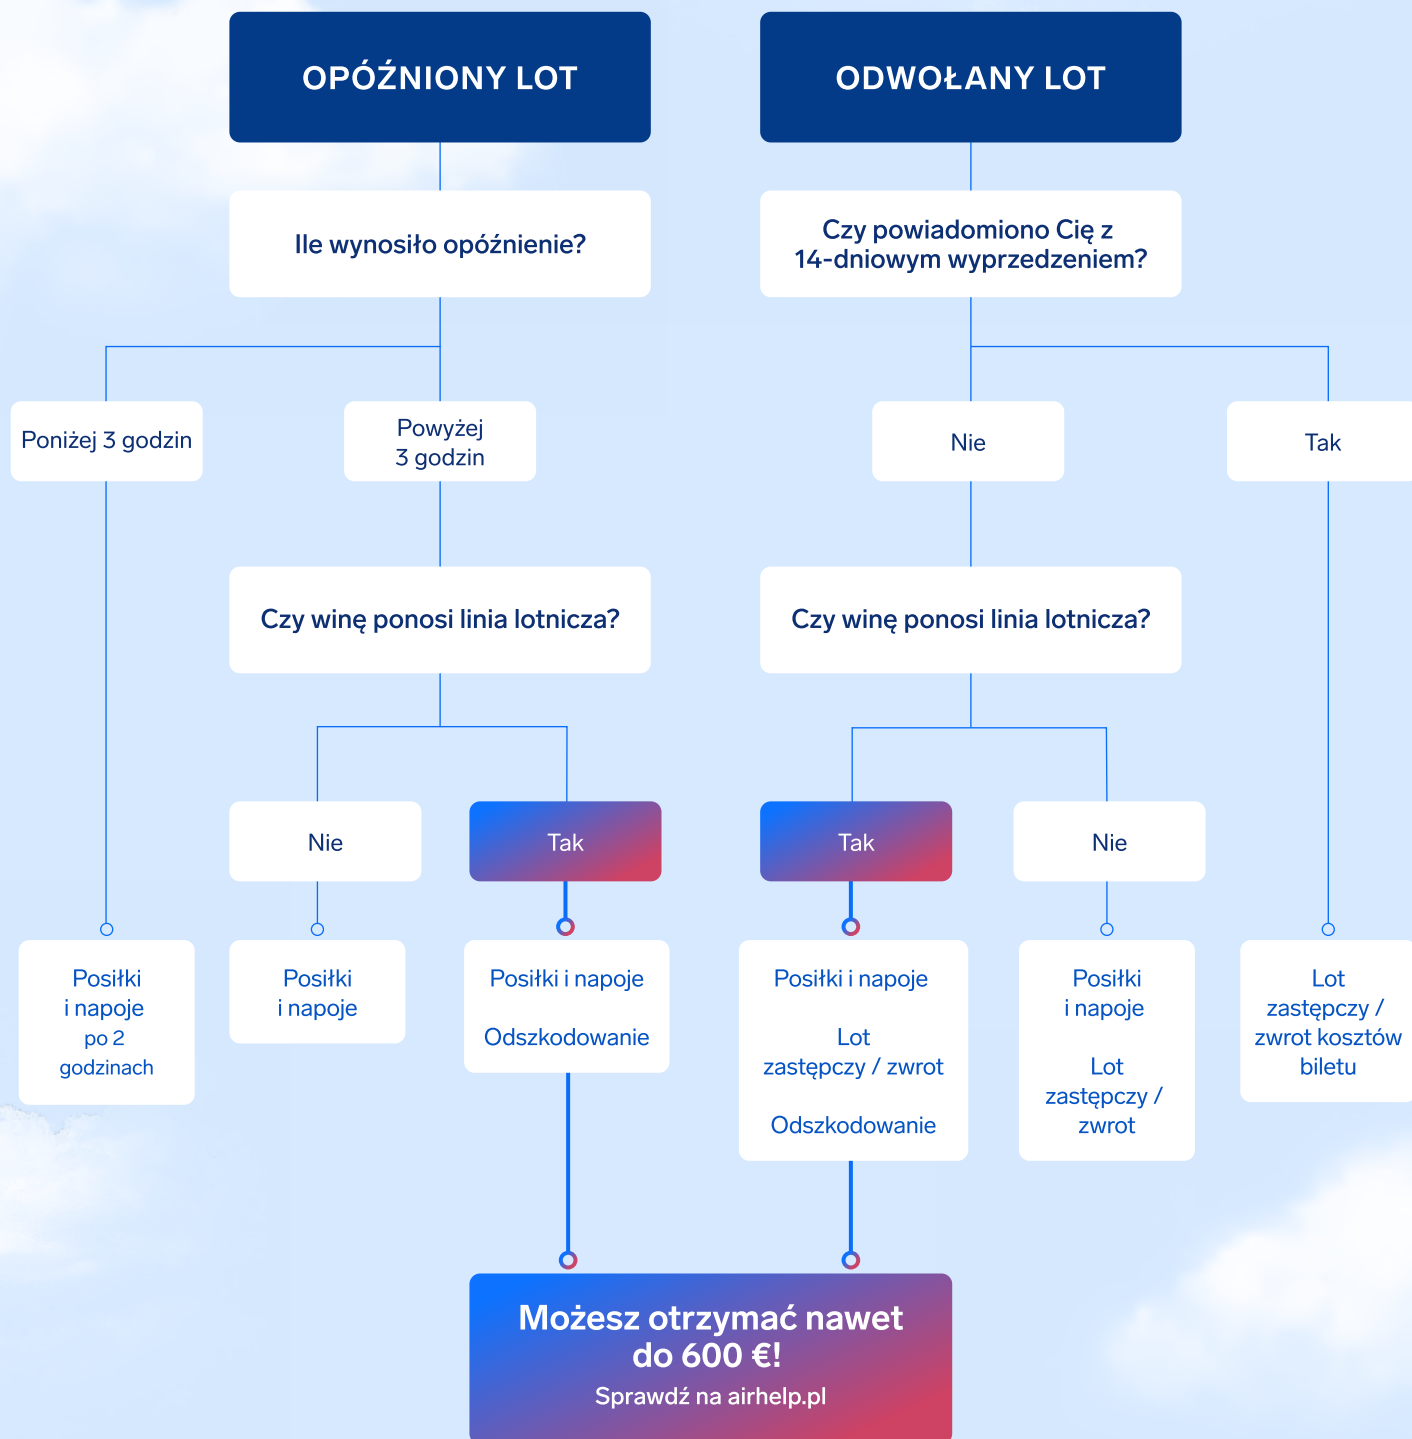 OPÓŹNIONY LOT
ODWOŁANY LOT
Ile wynosiło opóźnienie?
Czy powiadomiono Cię z
14-dniowym wyprzedzeniem?
Poniżej 3 godzin
Powyżej
3 godzin
Nie
Tak
Czy winę ponosi linia lotnicza?
Czy winę ponosi linia lotnicza?
Nie
Tak
Tak
Nie
Posiłki
i napoje
po 2
godzinach
Posiłki
i napoje
Posiłki i napoje
Odszkodowanie
Posiłki i napoje
Lot
zastępczy / zwrot
Odszkodowanie
Posiłki
i napoje
Lot
zastępczy /
zwrot
Lot
zastępczy /
zwrot kosztów
biletu
Możesz otrzymać nawet
do 600 €!
Sprawdź na airhelp.pl